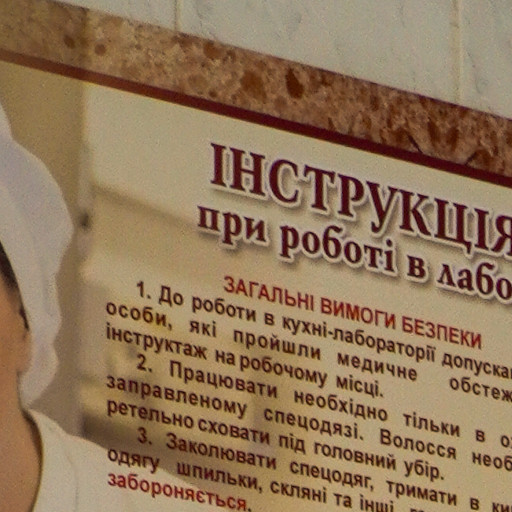 ІНСТРУКЦІЯ
при роботі в лабо
ЗАГАЛЬНІ ВИМОГИ БЕЗПЕКИ
1. До роботи в кухні-лабораторії допуска
особи, які пройшли медичне обстеж
інструктаж на робочому місці.
2. Працювати необхідно тільки в о
заправленому спецодязі. Волосся необ
ретельно сховати під головний убір.
3. Заколювати спецодяг, тримати в ки
одягу шпильки, скляні та інші
забороняється.